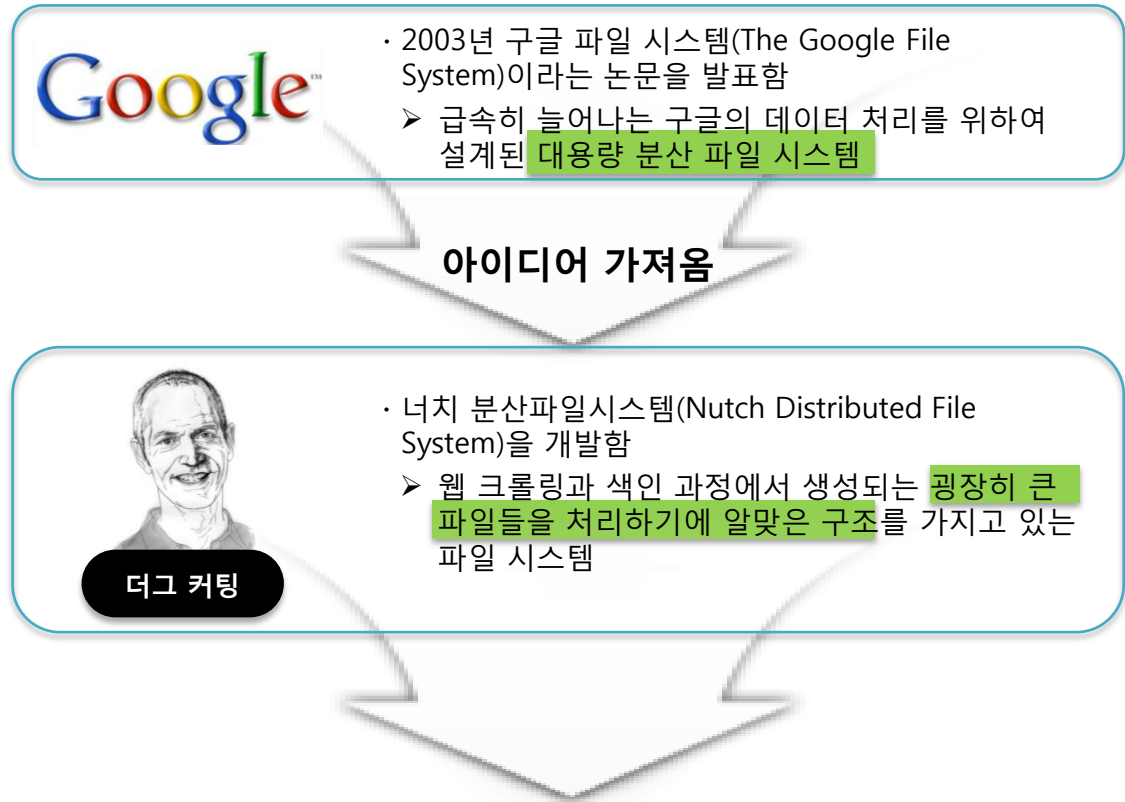 Google™
· 2003년 구글 파일 시스템(The Google File
System)이라는 논문을 발표함
➢ 급속히 늘어나는 구글의 데이터 처리를 위하여
설계된 대용량 분산 파일 시스템
아이디어 가져옴
· 너치 분산파일시스템(Nutch Distributed File
System)을 개발함
➢ 웹 크롤링과 색인 과정에서 생성되는 굉장히 큰
파일들을 처리하기에 알맞은 구조를 가지고 있는
파일 시스템
더그 커팅